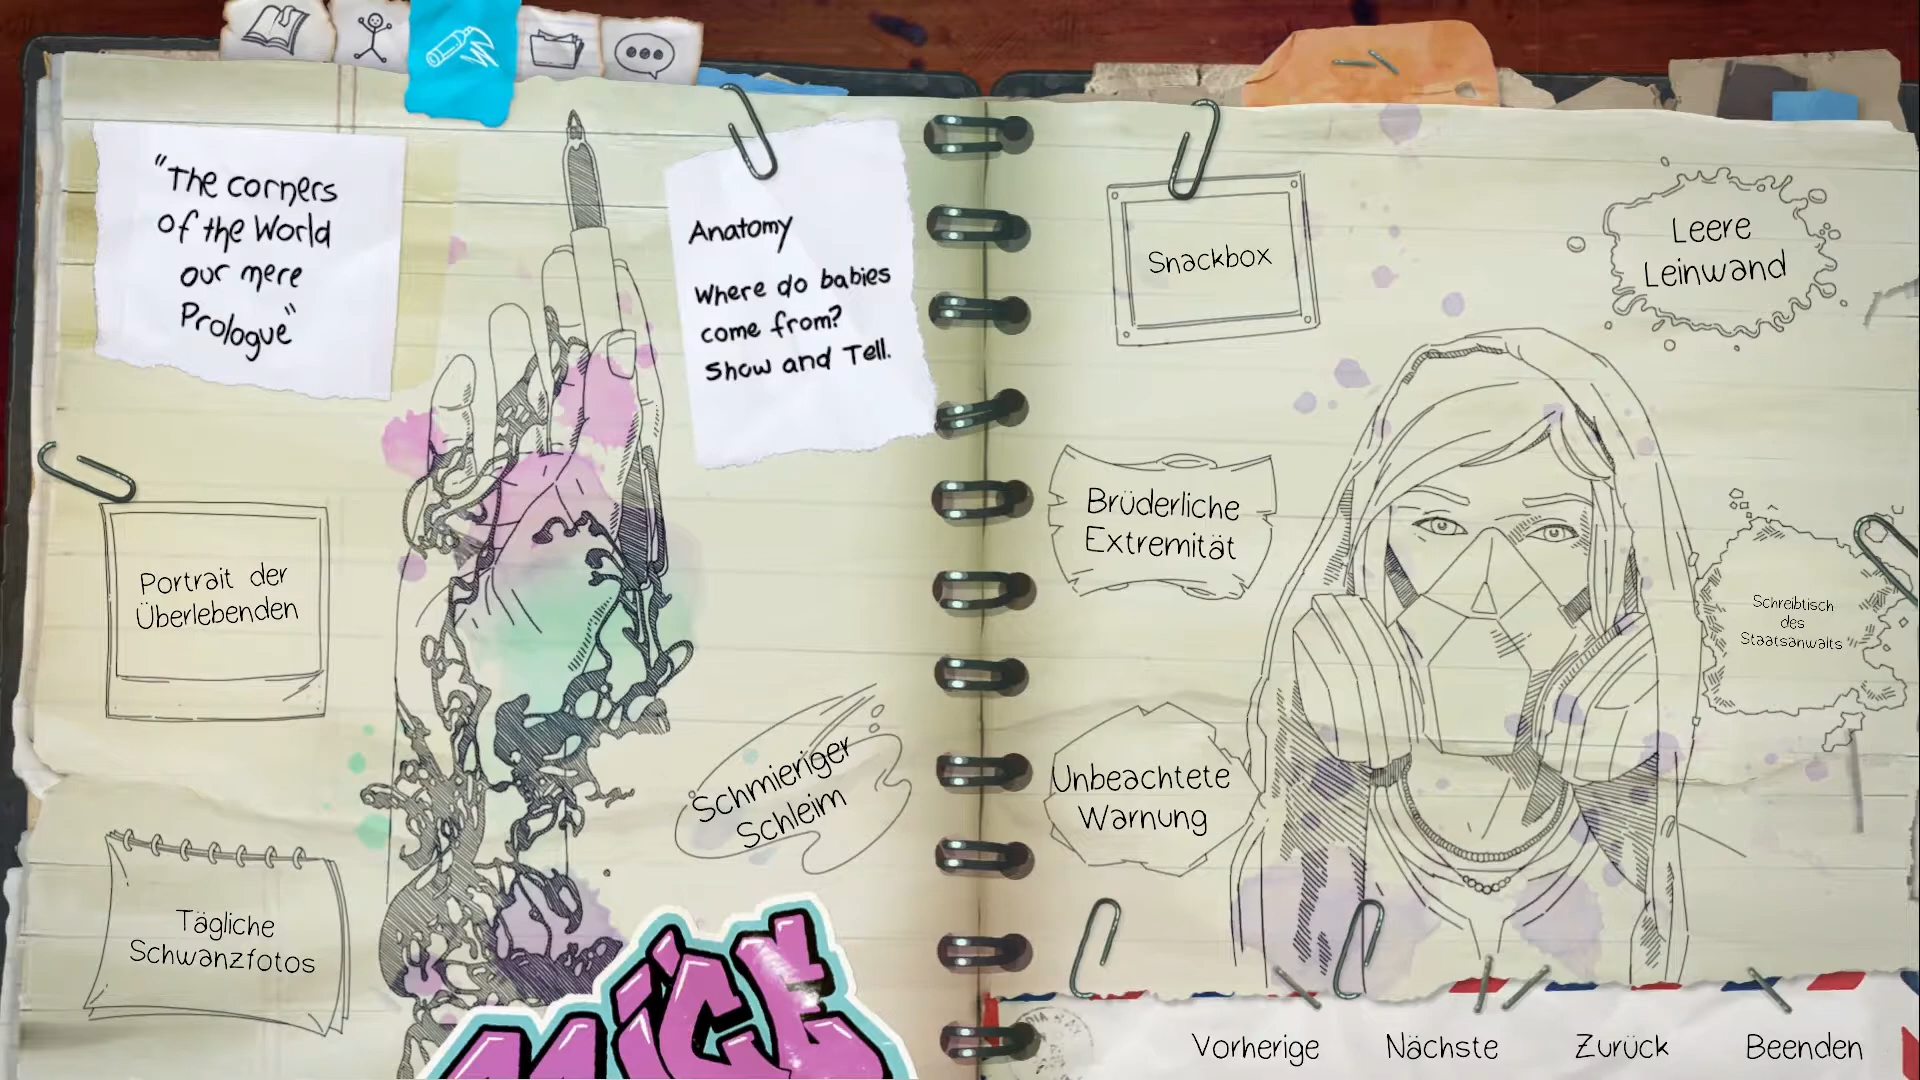 "The corners
of the World
our mere
Prologue"
Anatomy
Where do babies
come from?
Show and Tell.
Portrait der
Überlebenden
Schmieriger
Schleim
Tägliche
Schwanzfotos
Snackbox
Leere
Leinwand
Brüderliche
Extremität
Schreibtisch
des
Staatsanwalts
Unbeachtete
Warnung
Vorherige
Nächste
Zurück
Beenden